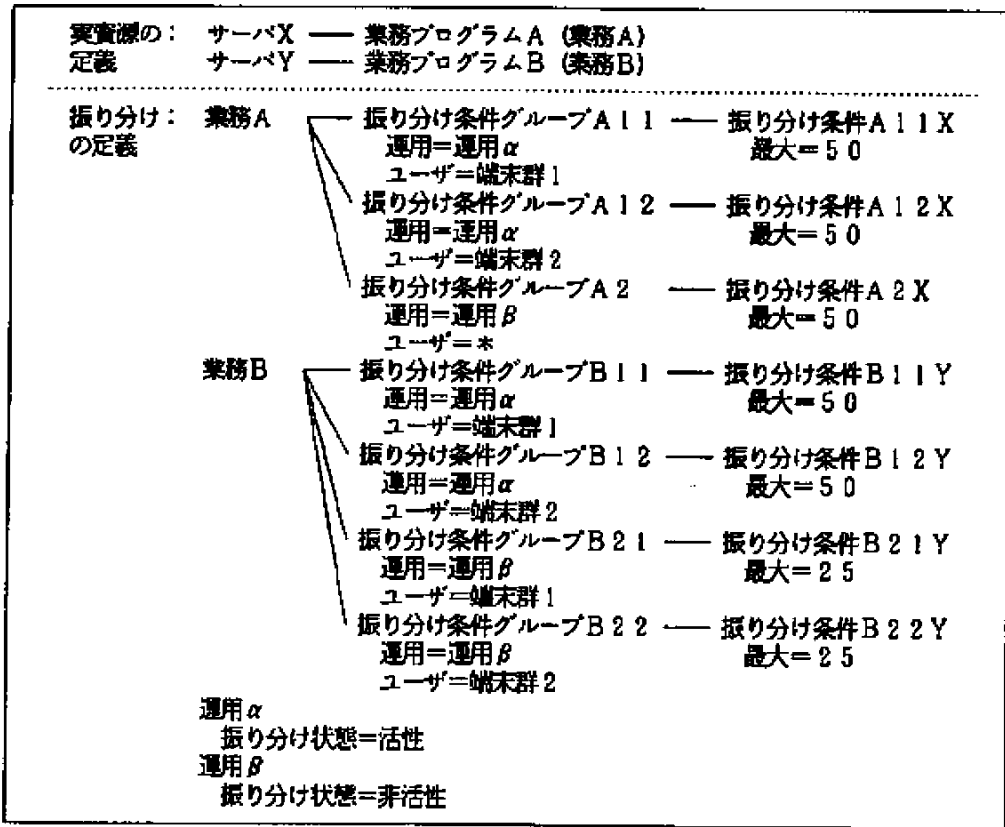 実資源の： サーバX ── 業務プログラムA（業務A）
定義 サーバY ── 業務プログラムB（業務B）
振り分け： 業務A 振り分け条件グループA11 ── 振り分け条件A11X
の定義 運用＝運用α 最大＝50
ユーザ＝端末群1
振り分け条件グループA12 ── 振り分け条件A12X
運用＝運用α 最大＝50
ユーザ＝端末群2
振り分け条件グループA2 ── 振り分け条件A2X
運用＝運用β 最大＝50
ユーザ＝＊
業務B 振り分け条件グループB11 ── 振り分け条件B11Y
運用＝運用α 最大＝50
ユーザ＝端末群1
振り分け条件グループB12 ── 振り分け条件B12Y
運用＝運用α 最大＝50
ユーザ＝端末群2
振り分け条件グループB21 ── 振り分け条件B21Y
運用＝運用β 最大＝25
ユーザ＝端末群1
振り分け条件グループB22 ── 振り分け条件B22Y
運用＝運用β 最大＝25
ユーザ＝端末群2
運用α
振り分け状態＝活性
運用β
振り分け状態＝非活性